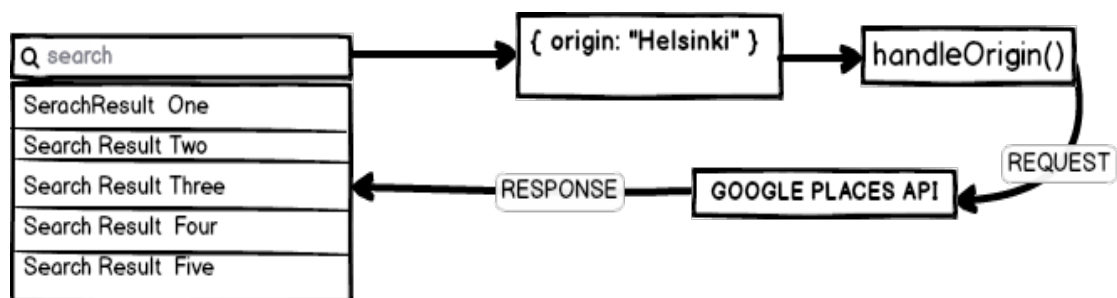 search
{ origin: "Helsinki" }
handleOrigin()
SerachResult One
Search Result Two
Search Result Three
Search Result Four
Search Result Five
REQUEST
RESPONSE
GOOGLE PLACES API